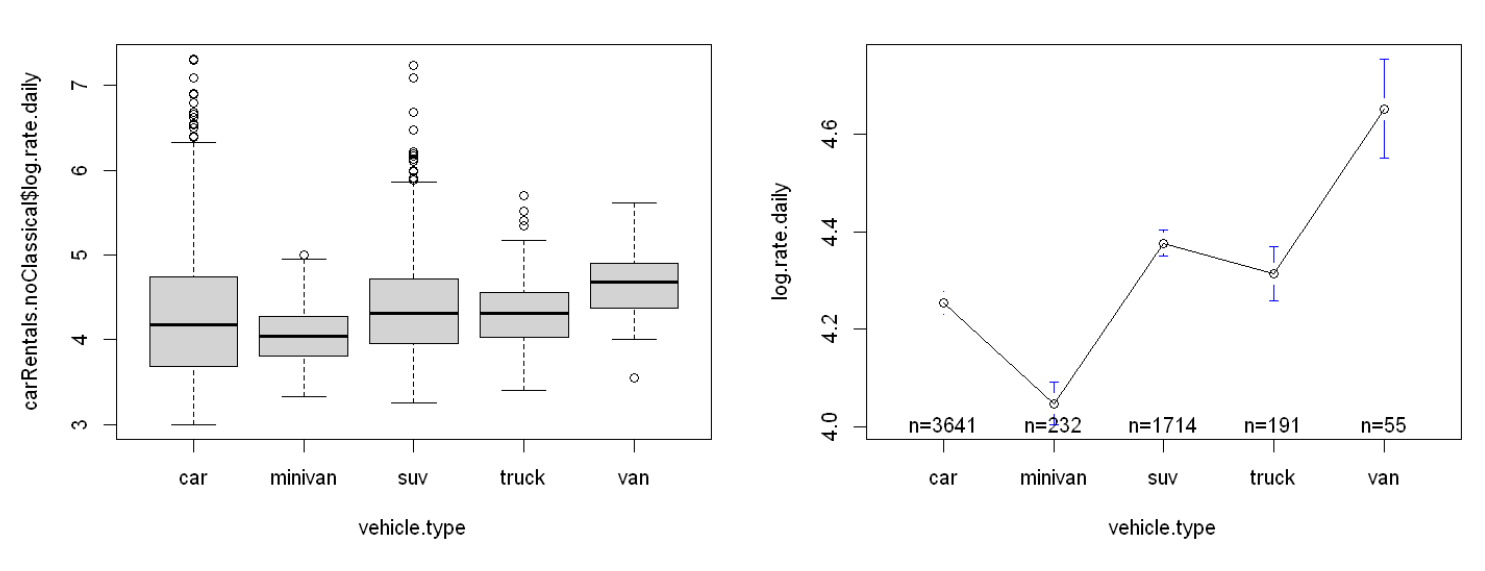 carRentals.noClassical$log.rate.daily
7
6
5
4
3
car minivan suv truck van
vehicle.type
log.rate.daily
4.6
4.4
4.2
4.0
n=3641 n=232 n=1714 n=191 n=55
car minivan suv truck van
vehicle.type